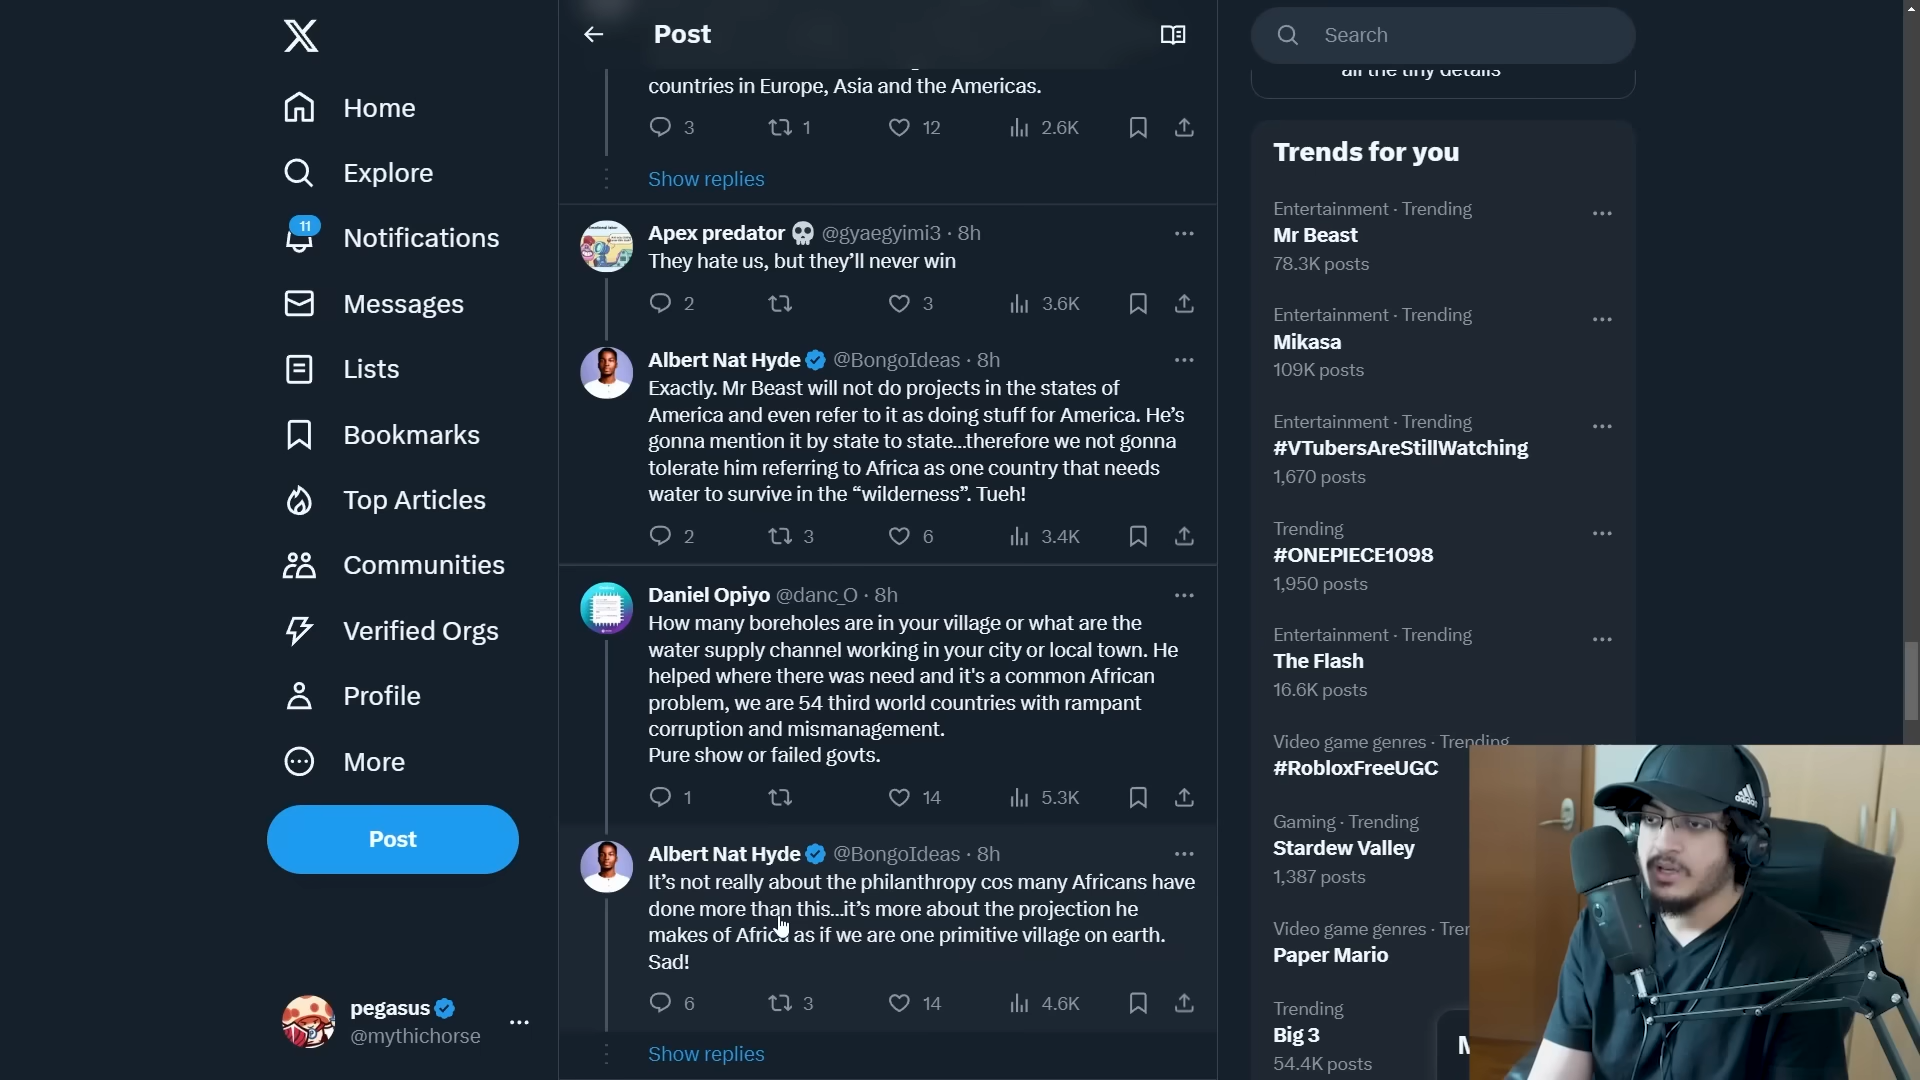 Home
Explore
11
Notifications
Messages
Lists
Bookmarks
Top Articles
Communities
Verified Orgs
Profile
More
Post
pegasus
@mythichorse
Post
countries in Europe, Asia and the Americas.
3 1 12 2.6K
Show replies
Apex predator 💀 @gyaegyimi3 · 8h
They hate us, but they’ll never win
2 3 3.6K
Albert Nat Hyde @BongoIdeas · 8h
Exactly. Mr Beast will not do projects in the states of
America and even refer to it as doing stuff for America. He’s
gonna mention it by state to state...therefore we not gonna
tolerate him referring to Africa as one country that needs
water to survive in the “wilderness”. Tueh!
2 3 6 3.4K
Daniel Opiyo @danc_O · 8h
How many boreholes are in your village or what are the
water supply channel working in your city or local town. He
helped where there was need and it's a common African
problem, we are 54 third world countries with rampant
corruption and mismanagement.
Pure show or failed govts.
1 14 5.3K
Albert Nat Hyde @BongoIdeas · 8h
It’s not really about the philanthropy cos many Africans have
done more than this...it’s more about the projection he
makes of Africa as if we are one primitive village on earth.
Sad!
6 3 14 4.6K
Show replies
Search
all the tiny details
Trends for you
Entertainment · Trending
Mr Beast
78.3K posts
Entertainment · Trending
Mikasa
109K posts
Entertainment · Trending
#VTubersAreStillWatching
1,670 posts
Trending
#ONEPIECE1098
1,950 posts
Entertainment · Trending
The Flash
16.6K posts
Video game genres · Trending
#RobloxFreeUGC
Gaming · Trending
Stardew Valley
1,387 posts
Video game genres · Tre
Paper Mario
Trending
Big 3
54.4K posts
adidas